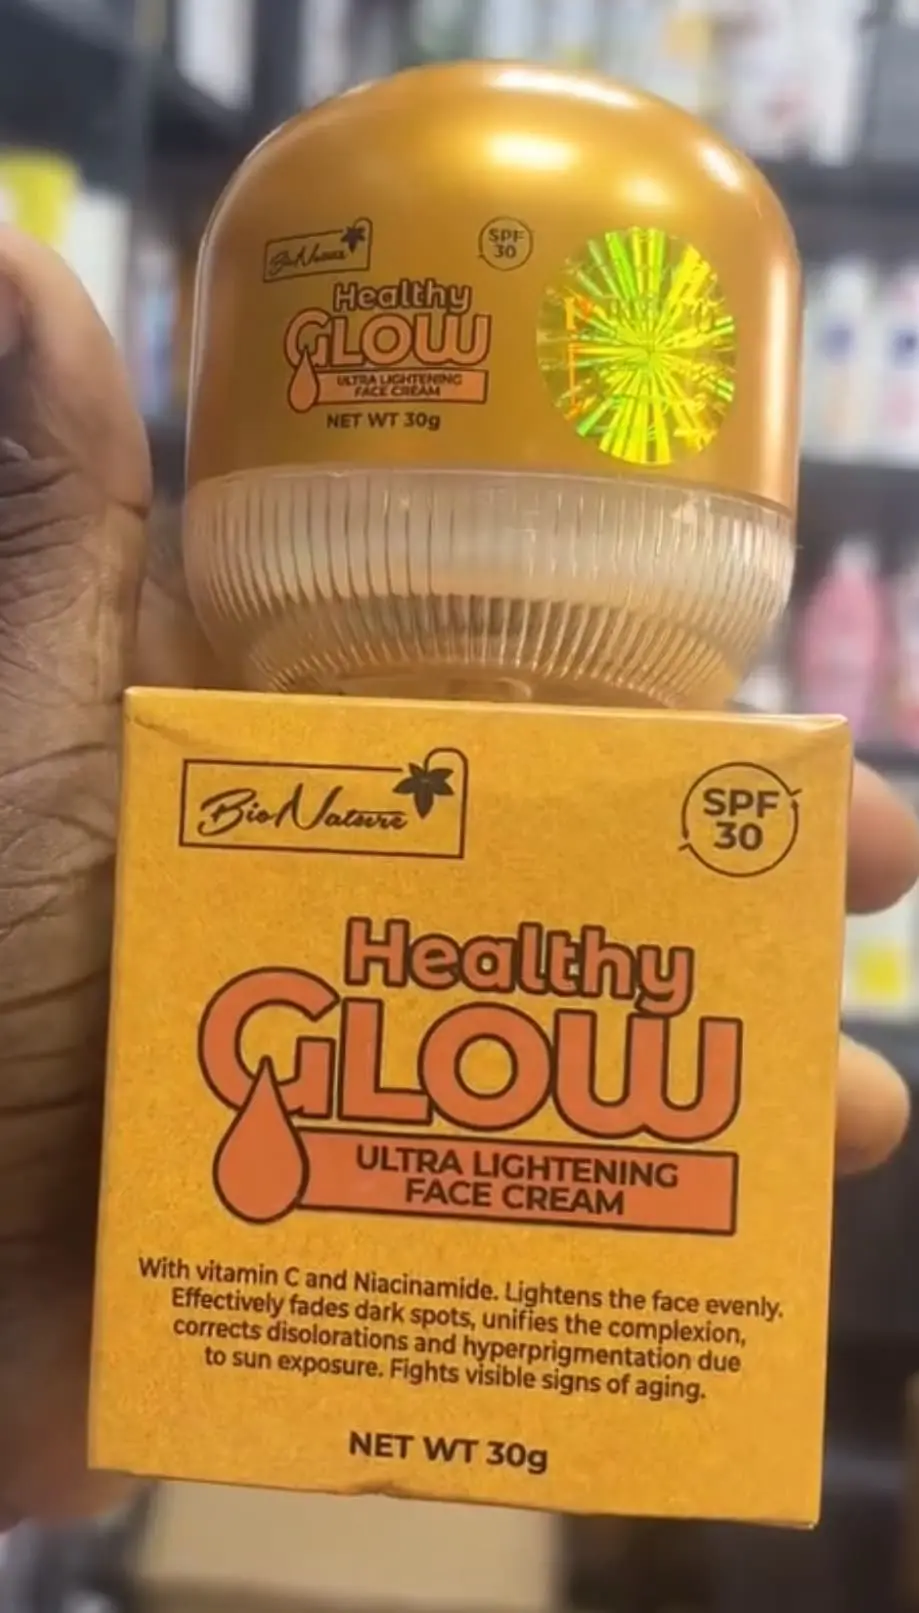 BioNature
SPF
30
Healthy
GLOW
ULTRA LIGHTENING
FACE CREAM
NET WT 30g
BioNature
SPF
30
Healthy
GLOW
ULTRA LIGHTENING
FACE CREAM
With vitamin C and Niacinamide. Lightens the face evenly.
Effectively fades dark spots, unifies the complexion,
corrects disolorations and hyperprigmentation due
to sun exposure. Fights visible signs of aging.
NET WT 30g